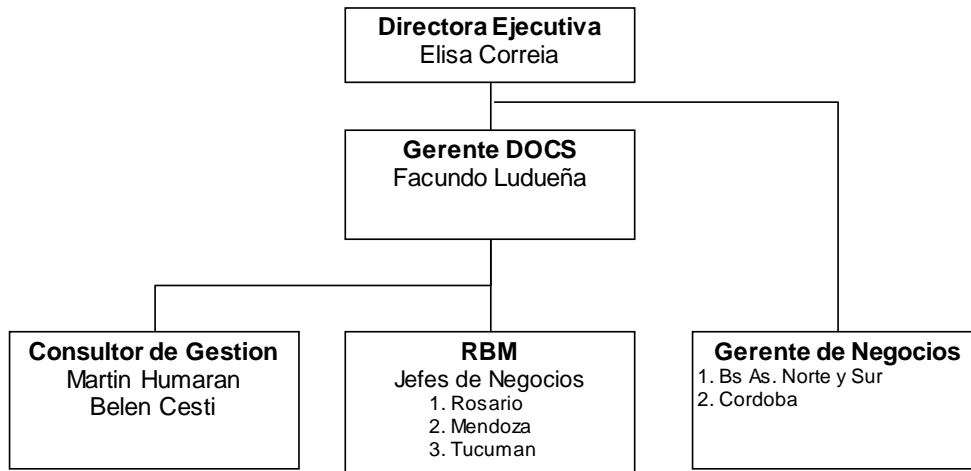 Directora Ejecutiva
Elisa Correia
Gerente DOCS
Facundo Ludueña
Consultor de Gestion
Martin Humaran
Belen Cesti
RBM
Jefes de Negocios
1. Rosario
2. Mendoza
3. Tucuman
Gerente de Negocios
1. Bs As. Norte y Sur
2. Cordoba